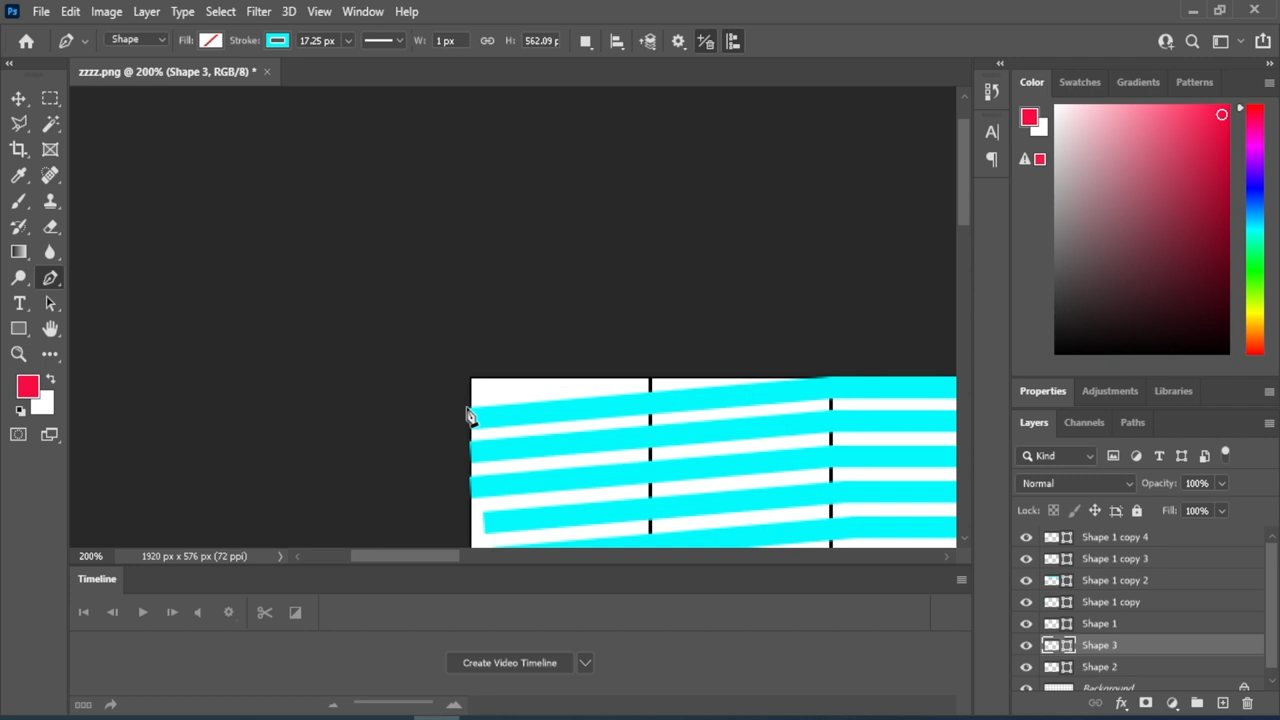 Ps File Edit Image Layer Type Select Filter 3D View Window Help
Shape Fill: Stroke: 17.25 px W: 1 px H: 562.09 p
zzzz.png @ 200% (Shape 3, RGB/8) *
Color Swatches Gradients Patterns
Properties Adjustments Libraries
Layers Channels Paths
Kind
Normal Opacity: 100%
Lock: Fill: 100%
Shape 1 copy 4
Shape 1 copy 3
Shape 1 copy 2
Shape 1 copy
Shape 1
Shape 3
Shape 2
Background
200% 1920 px x 576 px (72 ppi)
Timeline
Create Video Timeline